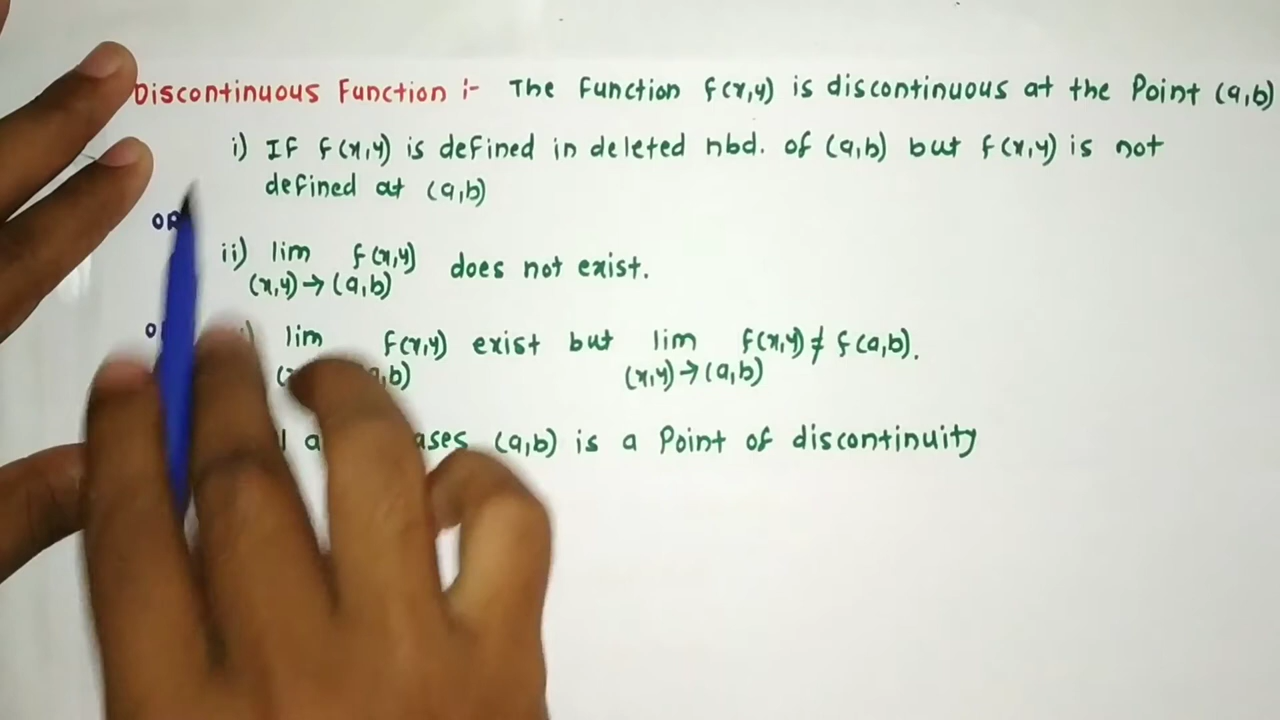 Discontinuous Function :- The Function f(x,y) is discontinuous at the Point (a,b)
i) If f(x,y) is defined in deleted nbd. of (a,b) but f(x,y) is not
defined at (a,b)
OR
ii) lim f(x,y) does not exist.
(x,y)→(a,b)
lim f(x,y) exist but lim f(x,y) ≠ f(a,b).
(x,y)→(a,b)
a (a,b) is a Point of discontinuity